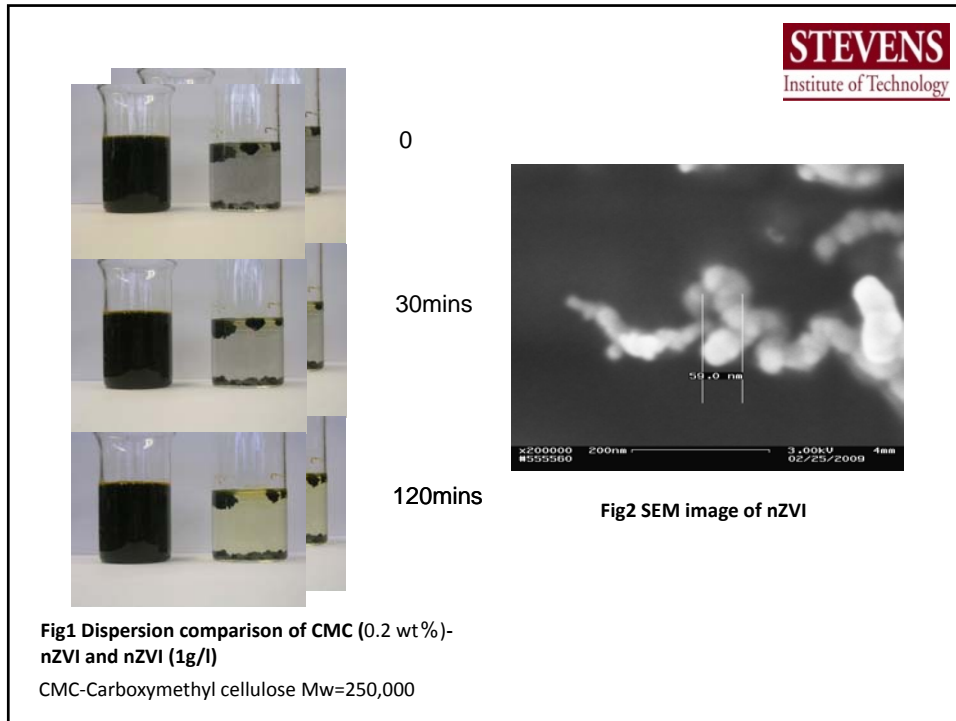 STEVENS
Institute of Technology
0
30mins
120mins
59.0 nm
x200000 200nm 3.00kV 4mm
#555560 02/25/2009
Fig2 SEM image of nZVI
Fig1 Dispersion comparison of CMC (0.2 wt%)-
nZVI and nZVI (1g/l)
CMC-Carboxymethyl cellulose Mw=250,000